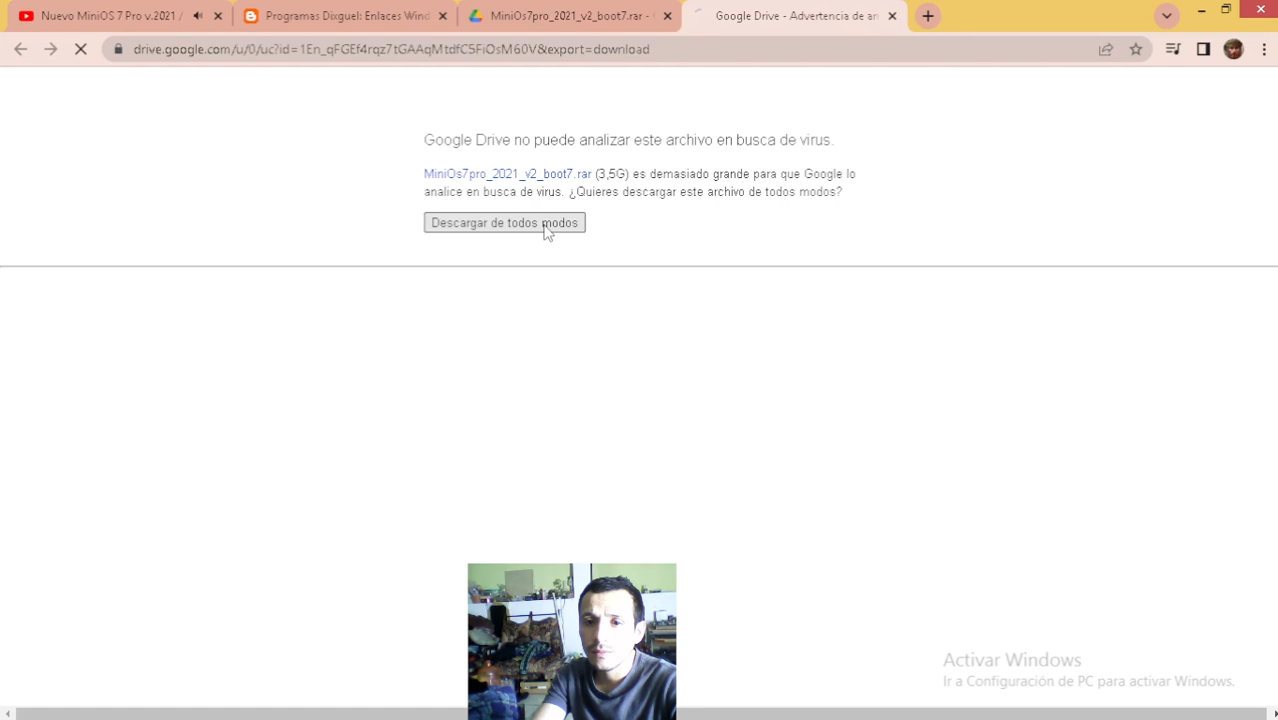 Nuevo MiniOS 7 Pro v.2021 /
Programas Dixguel: Enlaces Wind
MiniOs7pro_2021_v2_boot7.rar - G
Google Drive - Advertencia de an
drive.google.com/u/0/uc?id=1En_qFGEf4rqz7tGAAqMtdfC5FiOsM60V&export=download
Google Drive no puede analizar este archivo en busca de virus.
MiniOs7pro_2021_v2_boot7.rar (3,5G) es demasiado grande para que Google lo
analice en busca de virus. ¿Quieres descargar este archivo de todos modos?
Descargar de todos modos
Activar Windows
Ir a Configuración de PC para activar Windows.